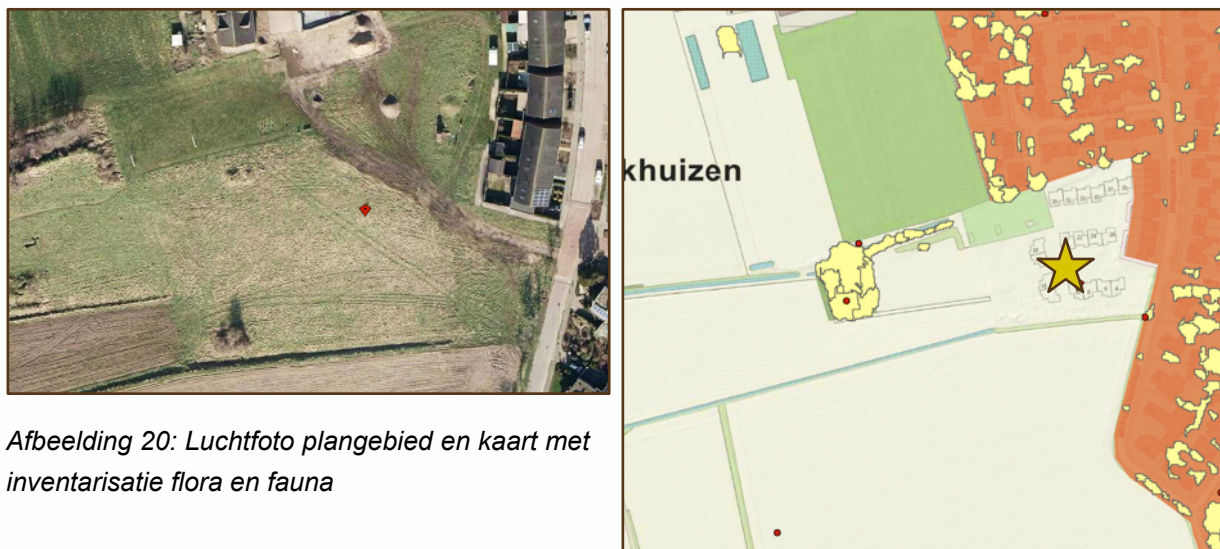 khuizen
Afbeelding 20: Luchtfoto plangebied en kaart met
inventarisatie flora en fauna